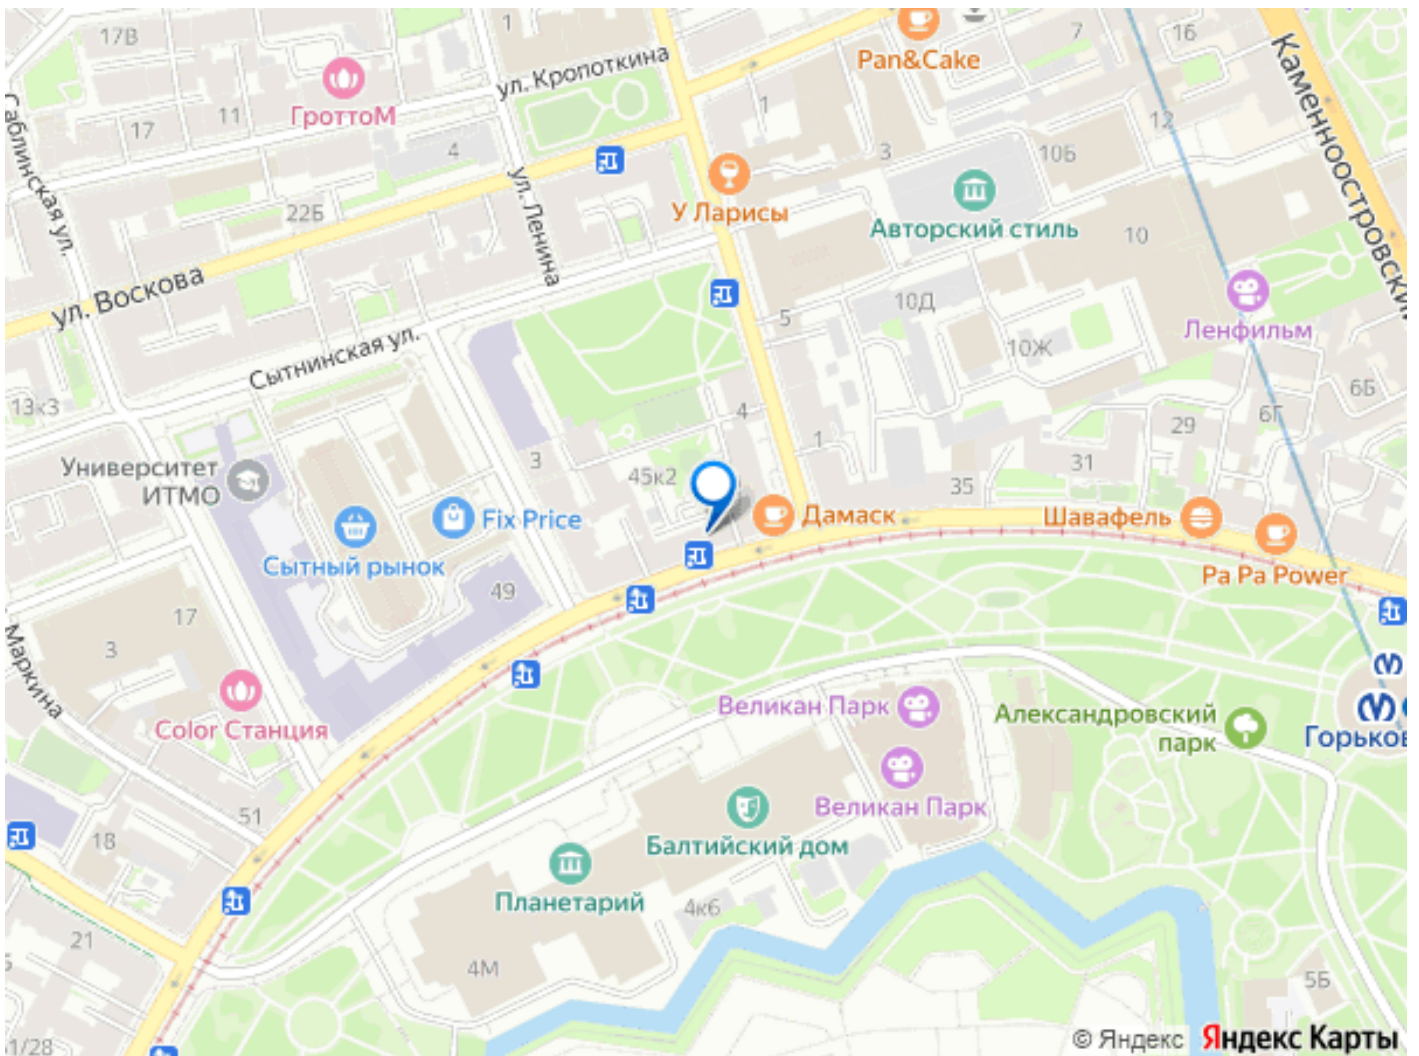 17В
1
ул. Кропоткина
Pan&Cake
7
16
Каменноостровский
ГроттоМ
17
11
4
1
3
10Б
12
Саблинская ул.
ул. Ленина
22Б
У Ларисы
Авторский стиль
10
ул. Воскова
10Д
5
Ленфильм
Сытнинская ул.
10Ж
13к3
4
1
6Б
6Г
29
Университет
ИТМО
3
45к2
31
35
Fix Price
Дамаск
Шавафель
Сытный рынок
Pa Pa Power
49
17
3
Маркина
Color Станция
Великан Парк
Александровский
парк
Горьков
Великан Парк
51
18
Балтийский дом
Планетарий
4к6
21
4М
5Б
1/28
© Яндекс Яндекс Карты